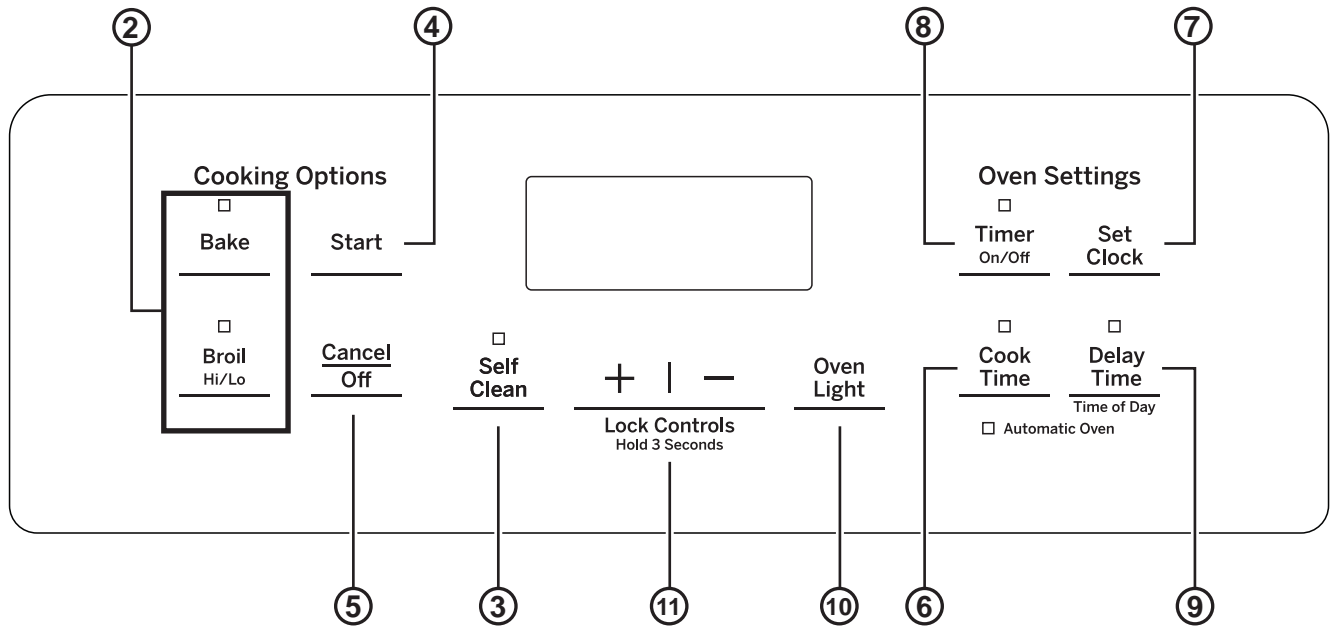 2
4
8
7
Cooking Options
Oven Settings
Bake
Start
Timer
On/Off
Set
Clock
Broil
Hi/Lo
Cancel
Off
Self
Clean
+ | −
Lock Controls
Hold 3 Seconds
Oven
Light
Cook
Time
Delay
Time
Time of Day
Automatic Oven
5
3
11
10
6
9